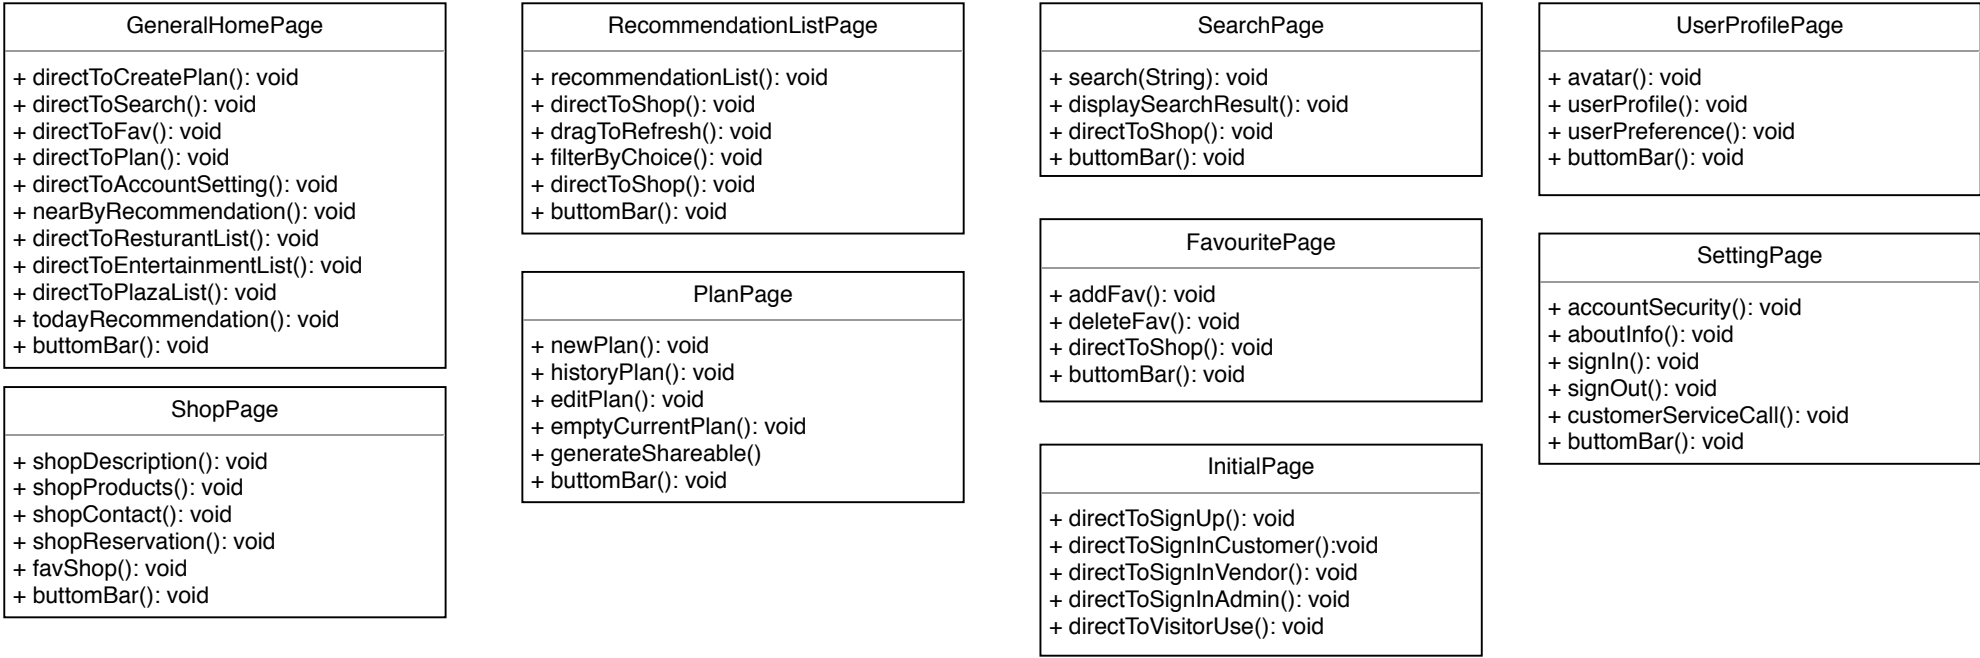 GeneralHomePage
+ directToCreatePlan(): void
+ directToSearch(): void
+ directToFav(): void
+ directToPlan(): void
+ directToAccountSetting(): void
+ nearByRecommendation(): void
+ directToResturantList(): void
+ directToEntertainmentList(): void
+ directToPlazaList(): void
+ todayRecommendation(): void
+ buttomBar(): void
ShopPage
+ shopDescription(): void
+ shopProducts(): void
+ shopContact(): void
+ shopReservation(): void
+ favShop(): void
+ buttomBar(): void
RecommendationListPage
+ recommendationList(): void
+ directToShop(): void
+ dragToRefresh(): void
+ filterByChoice(): void
+ directToShop(): void
+ buttomBar(): void
PlanPage
+ newPlan(): void
+ historyPlan(): void
+ editPlan(): void
+ emptyCurrentPlan(): void
+ generateShareable()
+ buttomBar(): void
SearchPage
+ search(String): void
+ displaySearchResult(): void
+ directToShop(): void
+ buttomBar(): void
FavouritePage
+ addFav(): void
+ deleteFav(): void
+ directToShop(): void
+ buttomBar(): void
InitialPage
+ directToSignUp(): void
+ directToSignInCustomer():void
+ directToSignInVendor(): void
+ directToSignInAdmin(): void
+ directToVisitorUse(): void
UserProfilePage
+ avatar(): void
+ userProfile(): void
+ userPreference(): void
+ buttomBar(): void
SettingPage
+ accountSecurity(): void
+ aboutInfo(): void
+ signIn(): void
+ signOut(): void
+ customerServiceCall(): void
+ buttomBar(): void